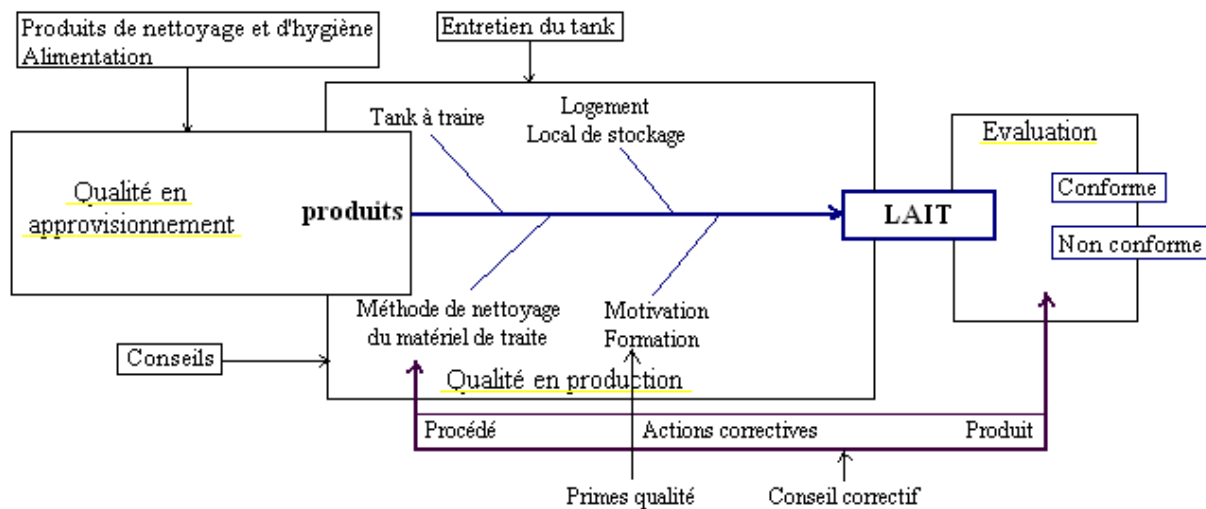 Produits de nettoyage et d'hygiène
Alimentation
Entretien du tank
Tank à traire
Logement
Local de stockage
Evaluation
Qualité en
approvisionnement
produits
LAIT
Conforme
Non conforme
Méthode de nettoyage
du matériel de traite
Motivation
Formation
Conseils
Qualité en production
Procédé
Actions correctives
Produit
Primes qualité
Conseil correctif